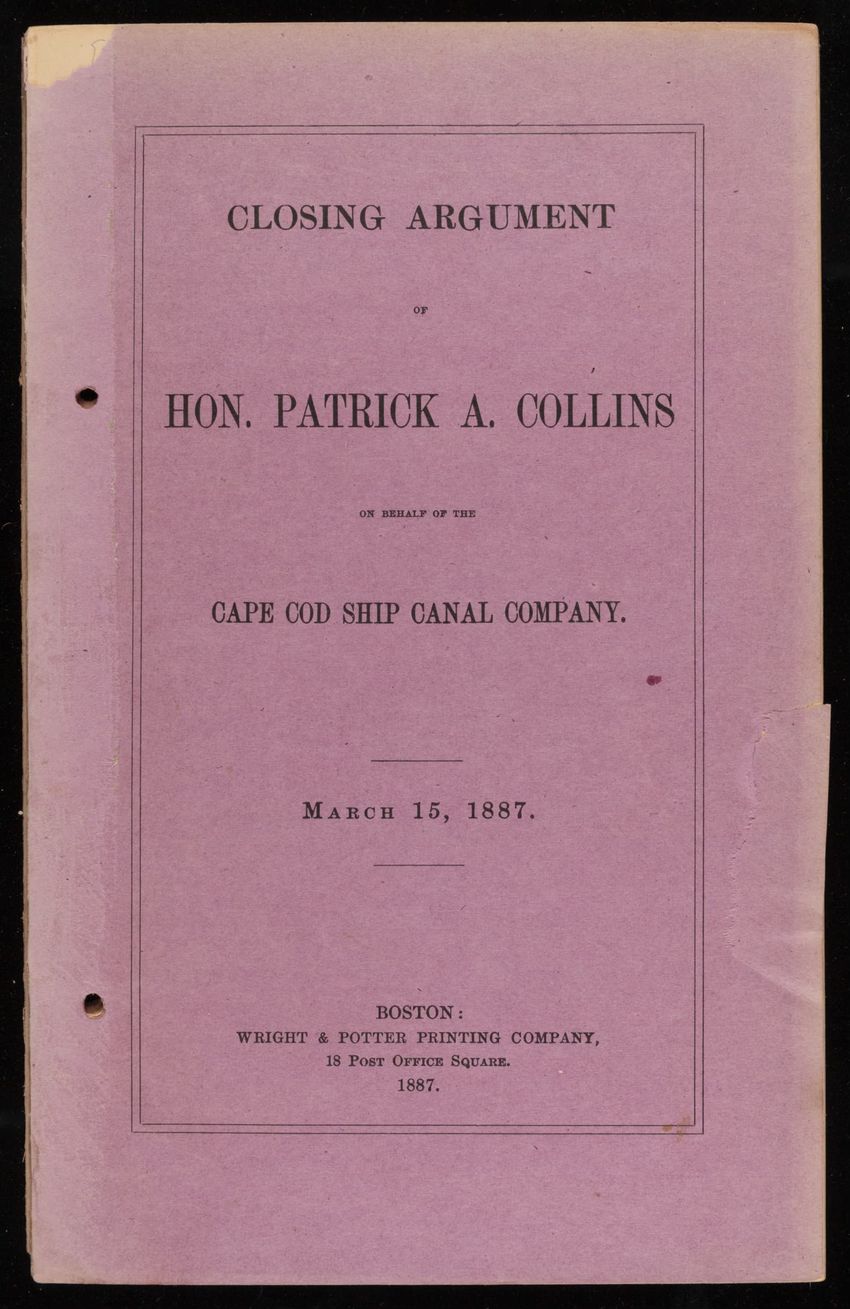 CLOSING ARGUMENT
OF
HON. PATRICK A. COLLINS
ON BEHALF OF THE
CAPE COD SHIP CANAL COMPANY.
MARCH 15, 1887.
BOSTON:
WRIGHT & POTTER PRINTING COMPANY,
18 POST OFFICE SQUARE.
1887.